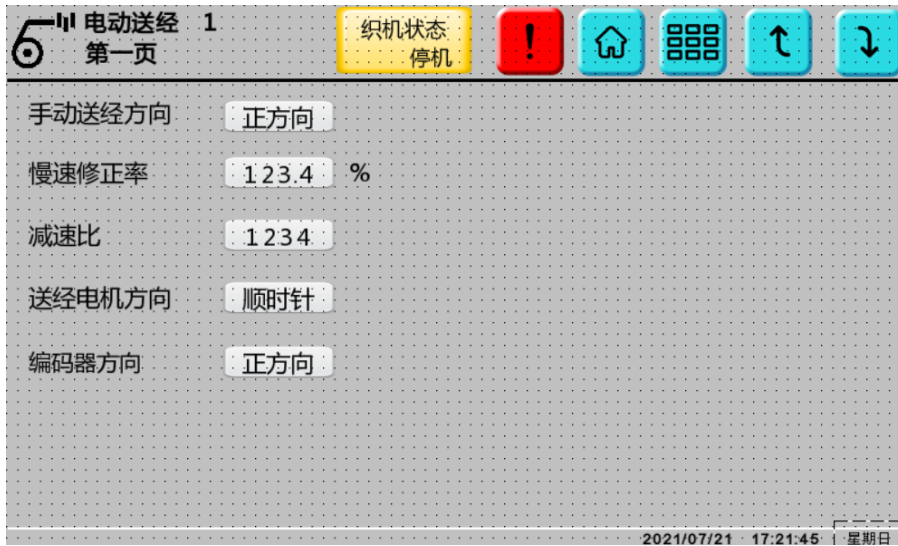 电动送经 1
第一页
织机状态
停机
!
手动送经方向 正方向
慢速修正率 123.4 %
减速比 1234
送经电机方向 顺时针
编码器方向 正方向
2021/07/21 17:21:45 星期日